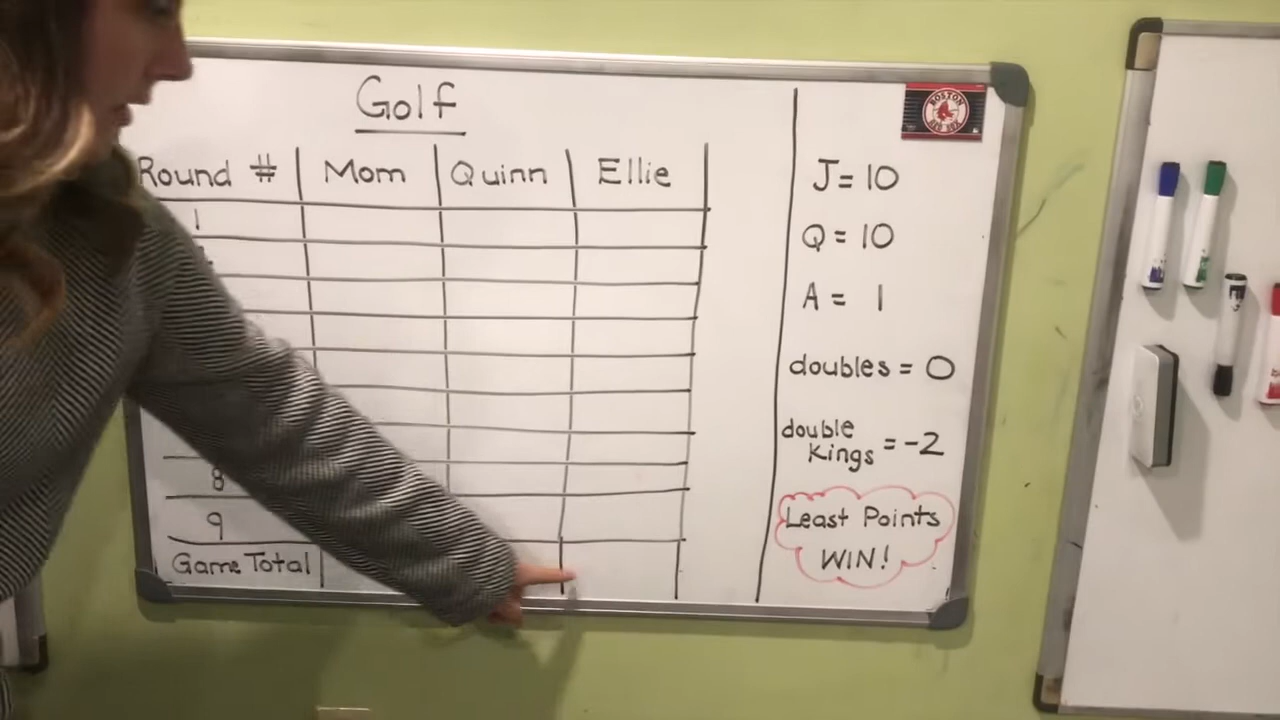 Golf
Round # Mom Quinn Ellie
1
8
9
Game Total
BOSTON
RED SOX
J = 10
Q = 10
A = 1
doubles = 0
double
Kings = -2
Least Points
WIN!